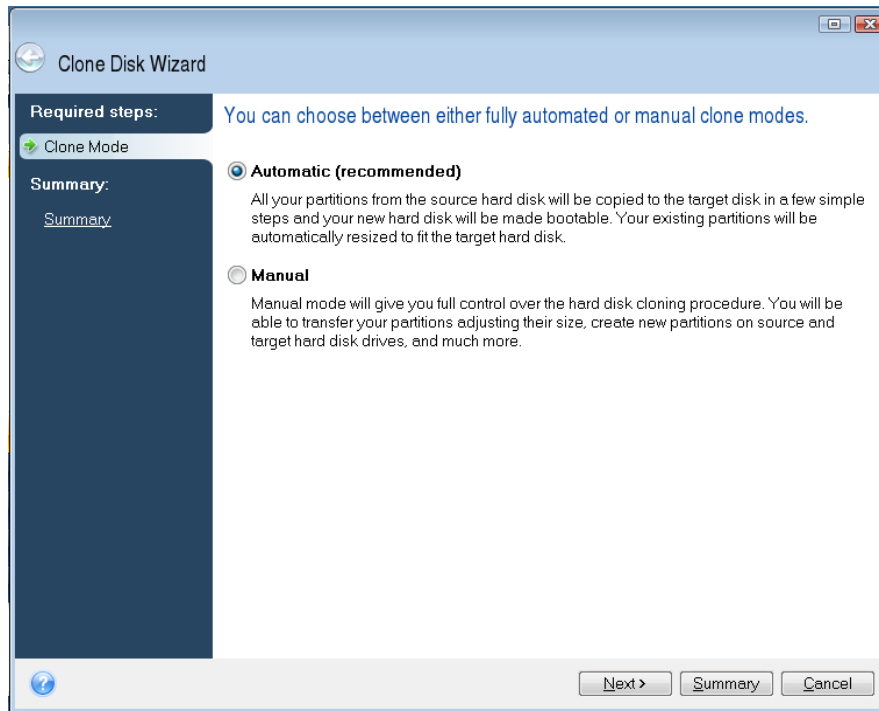 Clone Disk Wizard
Required steps:
Clone Mode
Summary:
Summary
You can choose between either fully automated or manual clone modes.
Automatic (recommended)
All your partitions from the source hard disk will be copied to the target disk in a few simple
steps and your new hard disk will be made bootable. Your existing partitions will be
automatically resized to fit the target hard disk.
Manual
Manual mode will give you full control over the hard disk cloning procedure. You will be
able to transfer your partitions adjusting their size, create new partitions on source and
target hard disk drives, and much more.
?
Next >
Summary
Cancel